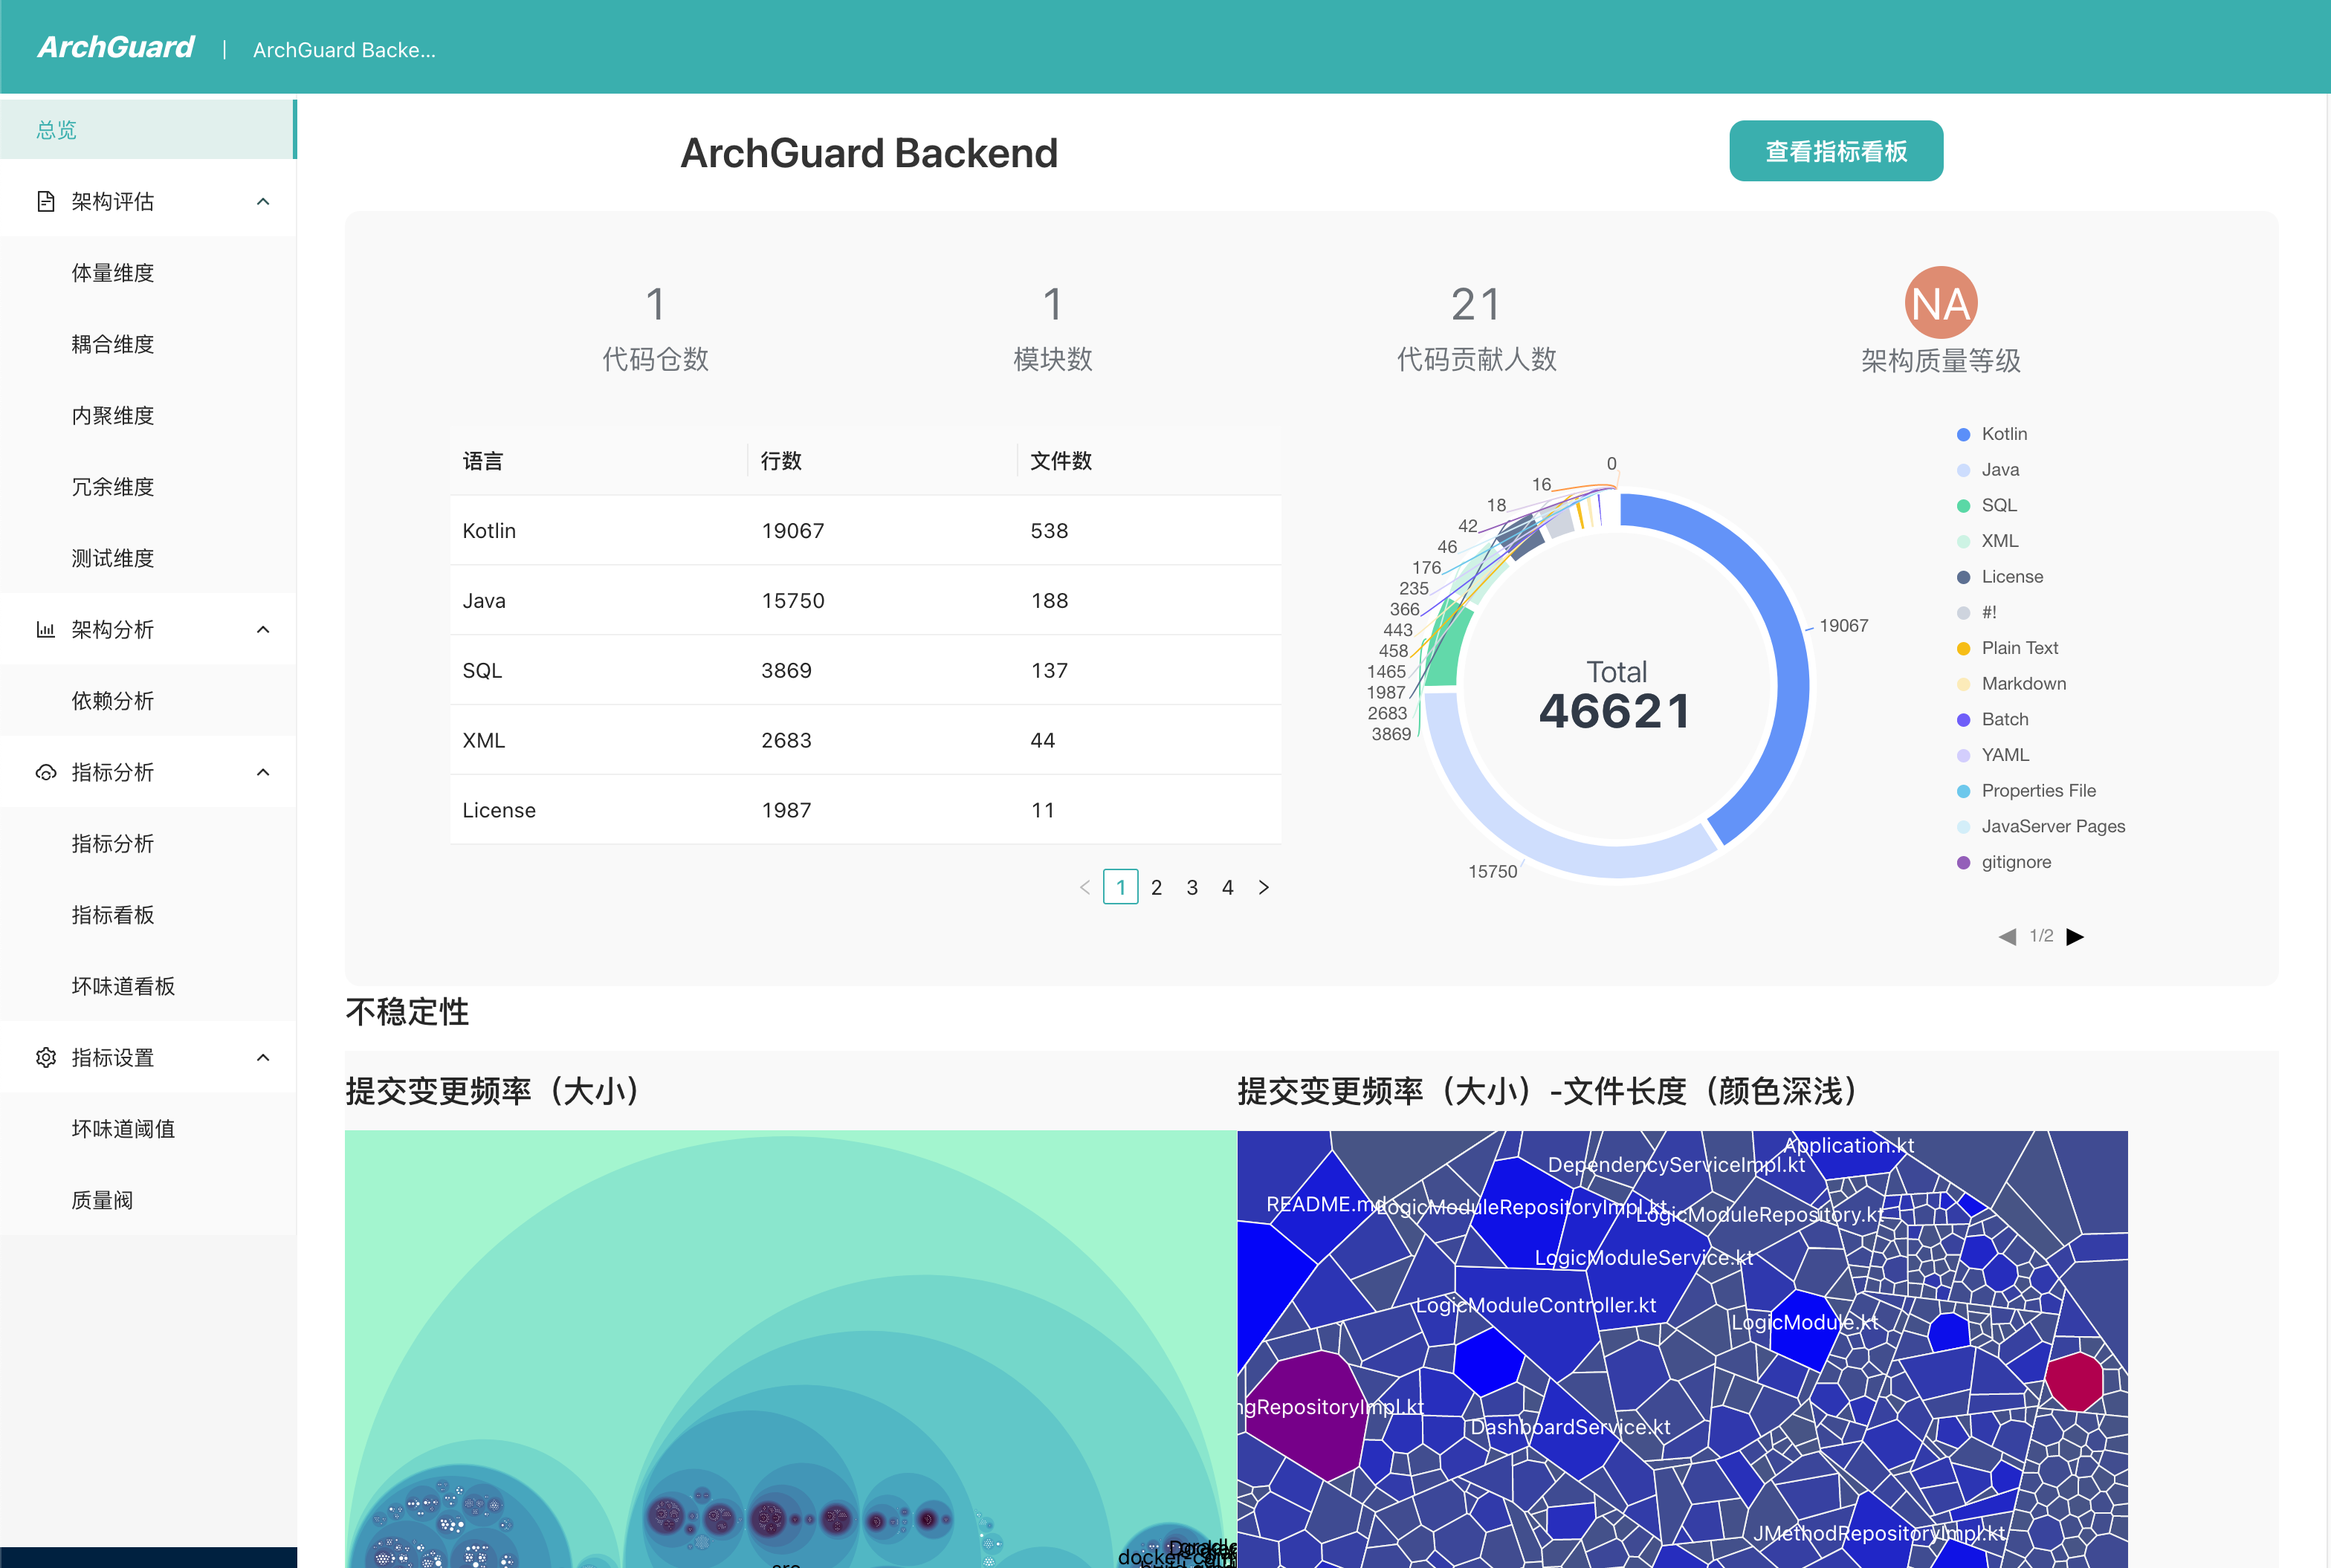 ArchGuard | ArchGuard Backe...
总览
架构评估
体量维度
耦合维度
内聚维度
冗余维度
测试维度
架构分析
依赖分析
指标分析
指标分析
指标看板
坏味道看板
指标设置
坏味道阈值
质量阀
ArchGuard Backend
查看指标看板
1
代码仓数
1
模块数
21
代码贡献人数
NA
架构质量等级
语言 行数 文件数
Kotlin 19067 538
Java 15750 188
SQL 3869 137
XML 2683 44
License 1987 11
1 2 3 4
0
16
18
42
46
176
235
366
443
458
1465
1987
2683
3869
19067
15750
Total
46621
Kotlin
Java
SQL
XML
License
#!
Plain Text
Markdown
Batch
YAML
Properties File
JavaServer Pages
gitignore
1/2
不稳定性
提交变更频率（大小）
提交变更频率（大小）-文件长度（颜色深浅）
Application.kt
DependencyServiceImpl.kt
README.md
LogicModuleRepositoryImpl.kt
LogicModuleRepository.kt
LogicModuleService.kt
LogicModuleController.kt
LogicModule.kt
ngRepositoryImpl.kt
DashboardService.kt
JMethodRepositoryImpl.kt